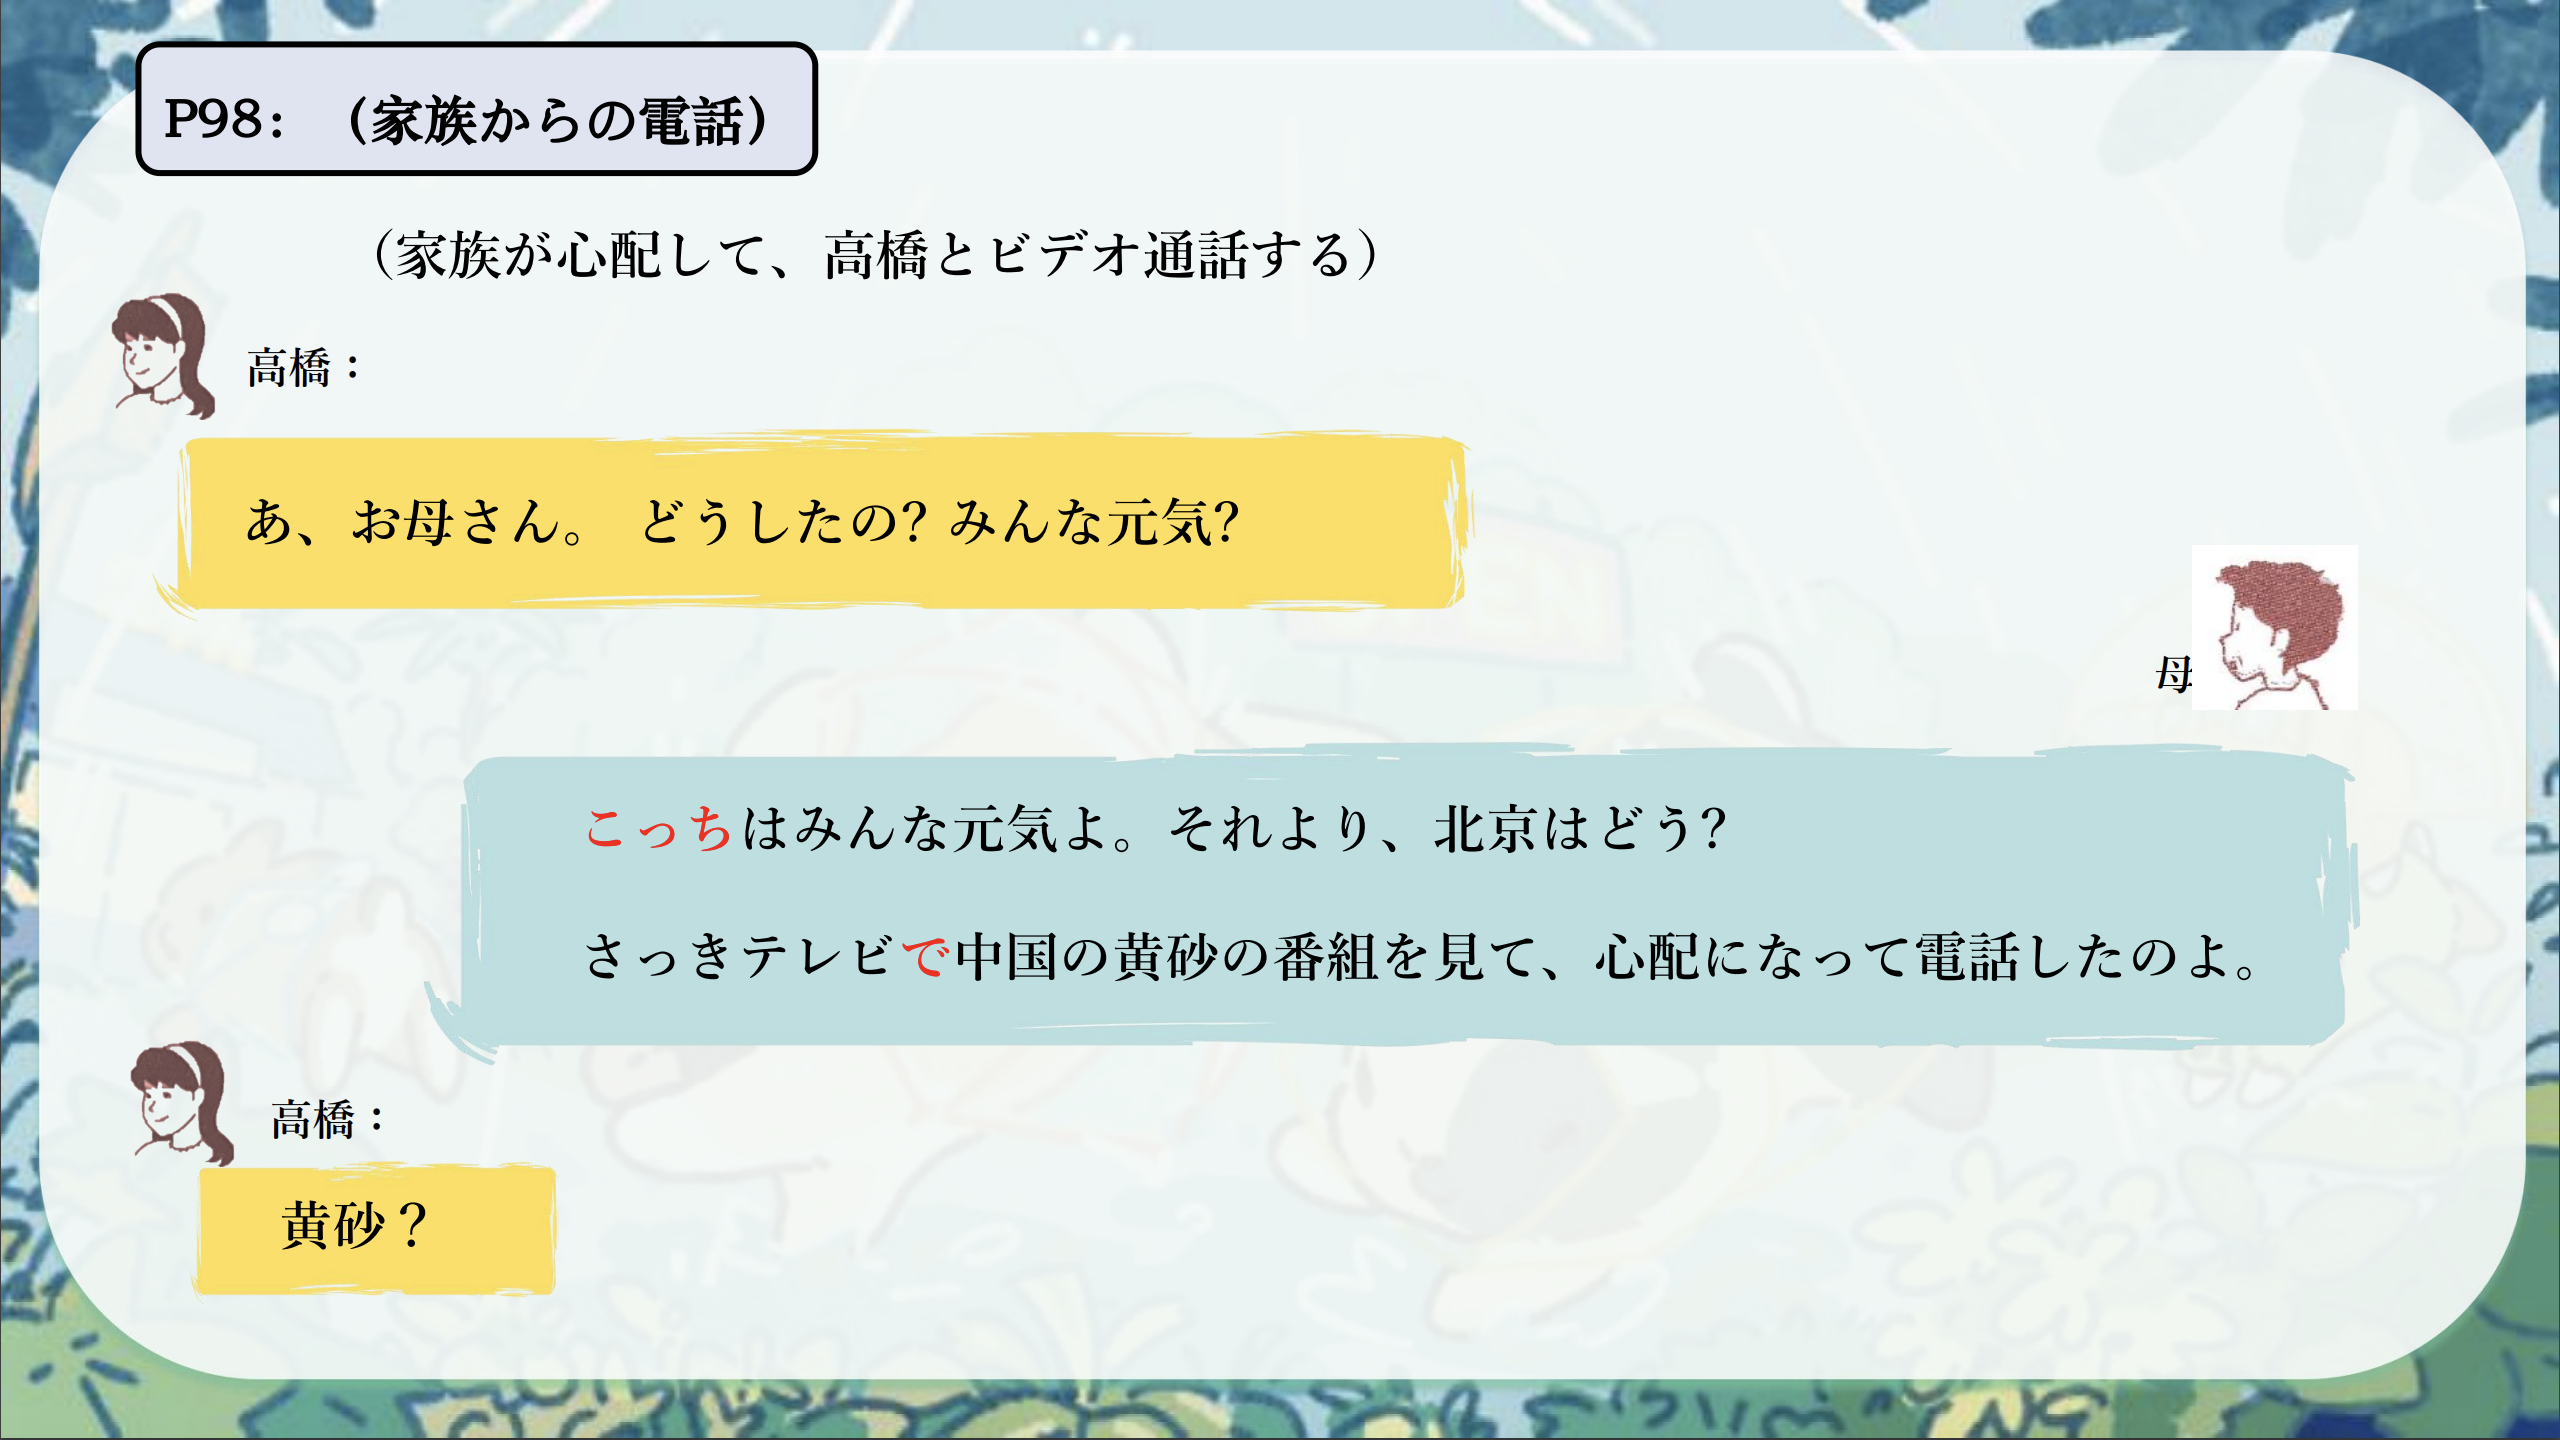 P98：（家族からの電話）
（家族が心配して、高橋とビデオ通話する）
高橋：
あ、お母さん。 どうしたの？みんな元気？
母
こっちはみんな元気よ。それより、北京はどう？
さっきテレビで中国の黄砂の番組を見て、心配になって電話したのよ。
高橋：
黄砂？